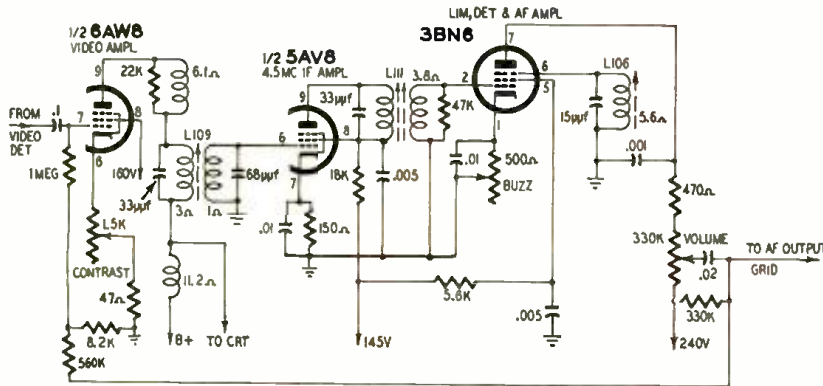 LIM, DET & AF AMPL
1/2 6AW8
VIDEO AMPL
1/2 5AV8
4.5MC IF AMPL
3BN6
7
9
22K
6.1Ω
L111
3.8Ω
L106
6
5
2
9
33μμf
47K
15μμf
5.6Ω
FROM
VIDEO
DET
.1
7
8
L109
6
8
1
.001
1MEG
6
160V
68μμf
7
18K
.005
.01
500Ω
BUZZ
470Ω
33μμf
3Ω
1Ω
.01
150Ω
330K
VOLUME
TO AF OUTPUT
GRID
.02
1.5K
CONTRAST
11.2Ω
5.6K
47Ω
.005
330K
8.2K
B+
TO CRT
145V
240V
560K